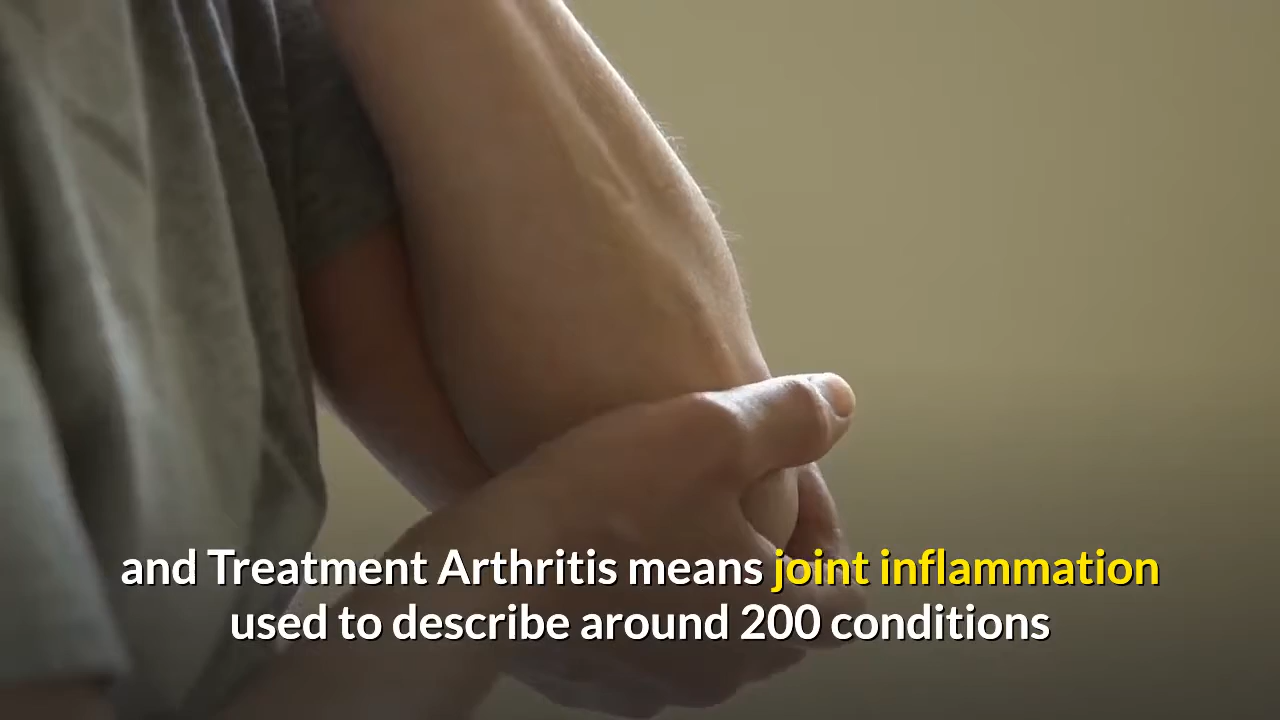 and Treatment Arthritis means joint inflammation
used to describe around 200 conditions